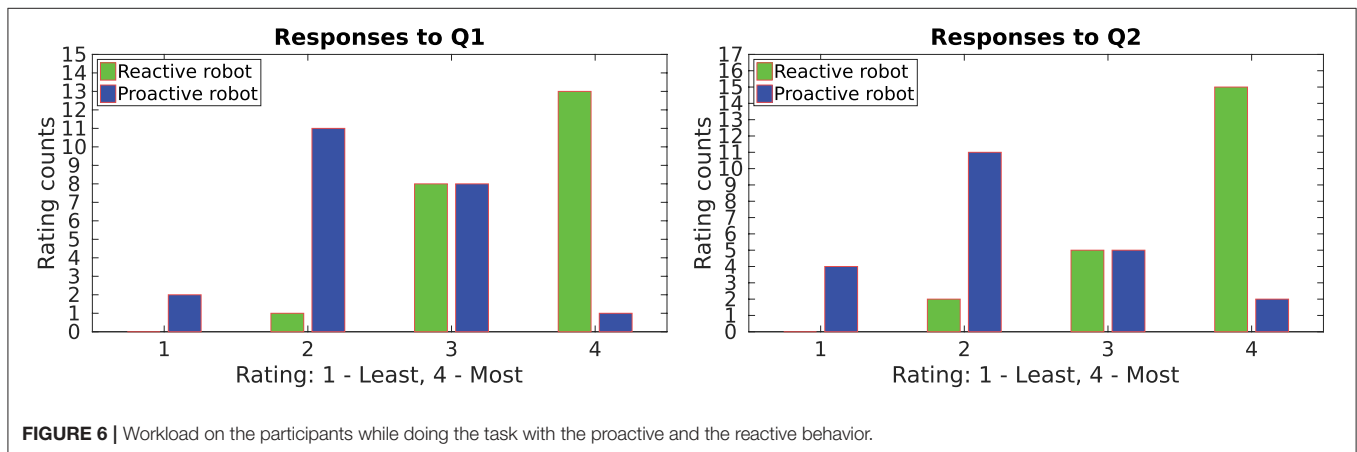 Responses to Q1
15
14
13
12
11
10
9
8
7
6
5
4
3
2
1
0
Rating counts
Reactive robot
Proactive robot
1 2 3 4
Rating: 1 - Least, 4 - Most
Responses to Q2
17
16
15
14
13
12
11
10
9
8
7
6
5
4
3
2
1
0
Rating counts
Reactive robot
Proactive robot
1 2 3 4
Rating: 1 - Least, 4 - Most
FIGURE 6 | Workload on the participants while doing the task with the proactive and the reactive behavior.